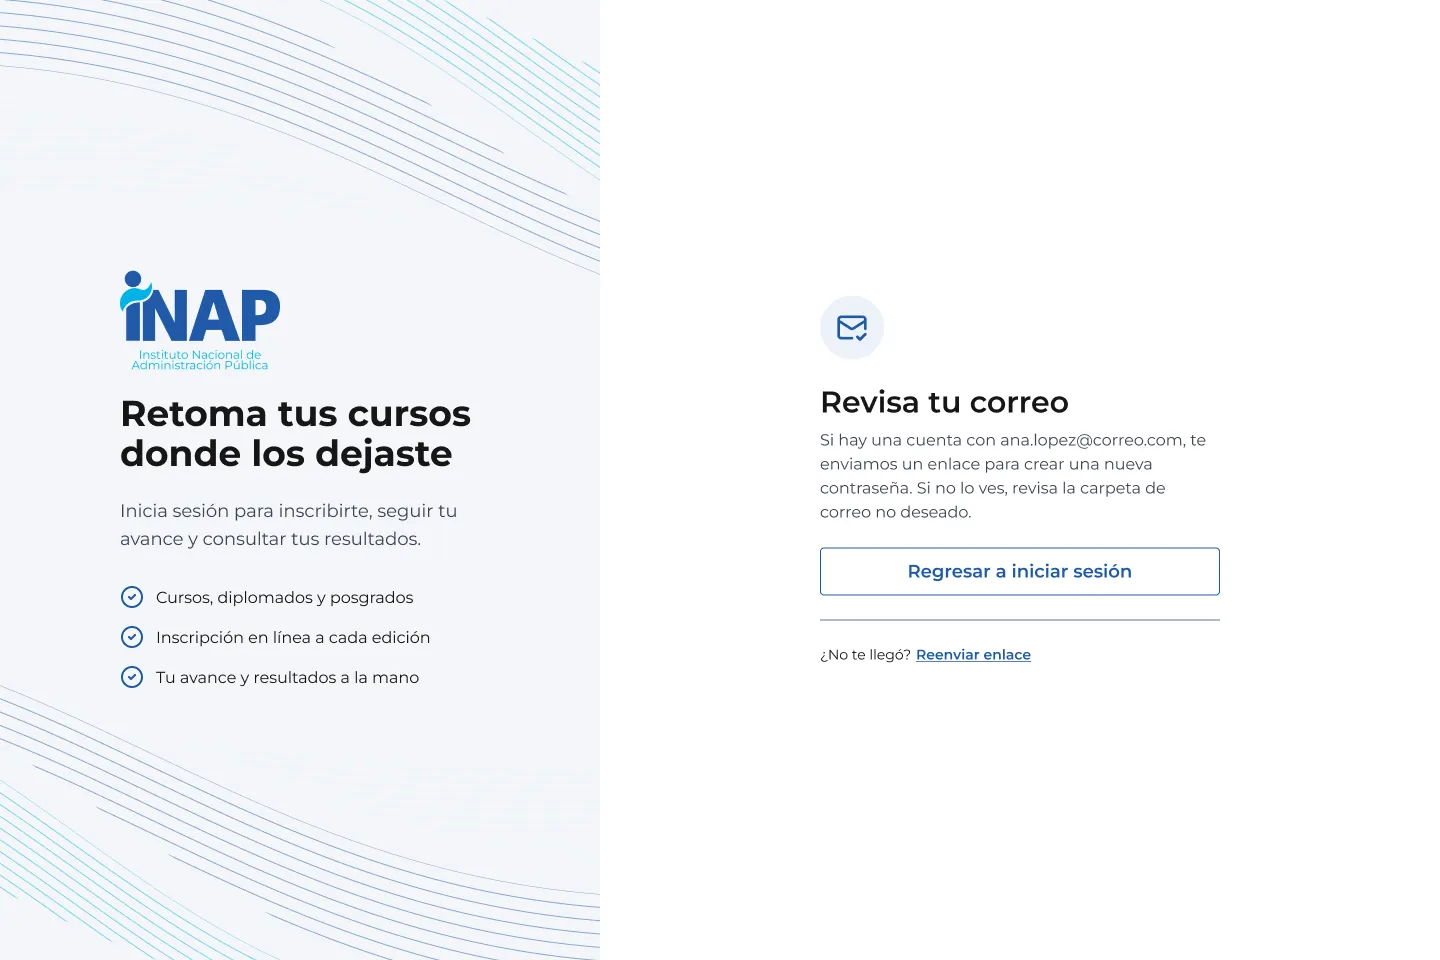 iNAP
Instituto Nacional de
Administración Pública
Retoma tus cursos
donde los dejaste
Inicia sesión para inscribirte, seguir tu
avance y consultar tus resultados.
Cursos, diplomados y posgrados
Inscripción en línea a cada edición
Tu avance y resultados a la mano
Revisa tu correo
Si hay una cuenta con ana.lopez@correo.com, te
enviamos un enlace para crear una nueva
contraseña. Si no lo ves, revisa la carpeta de
correo no deseado.
Regresar a iniciar sesión
¿No te llegó? Reenviar enlace